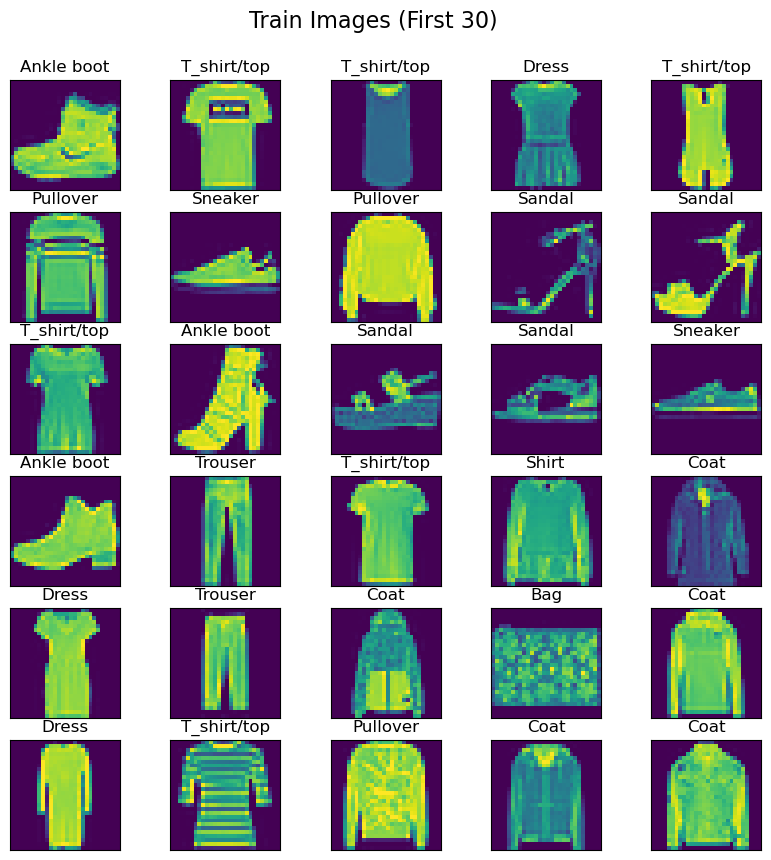 Train Images (First 30)
Ankle boot T_shirt/top T_shirt/top Dress T_shirt/top
Pullover Sneaker Pullover Sandal Sandal
T_shirt/top Ankle boot Sandal Sandal Sneaker
Ankle boot Trouser T_shirt/top Shirt Coat
Dress Trouser Coat Bag Coat
Dress T_shirt/top Pullover Coat Coat